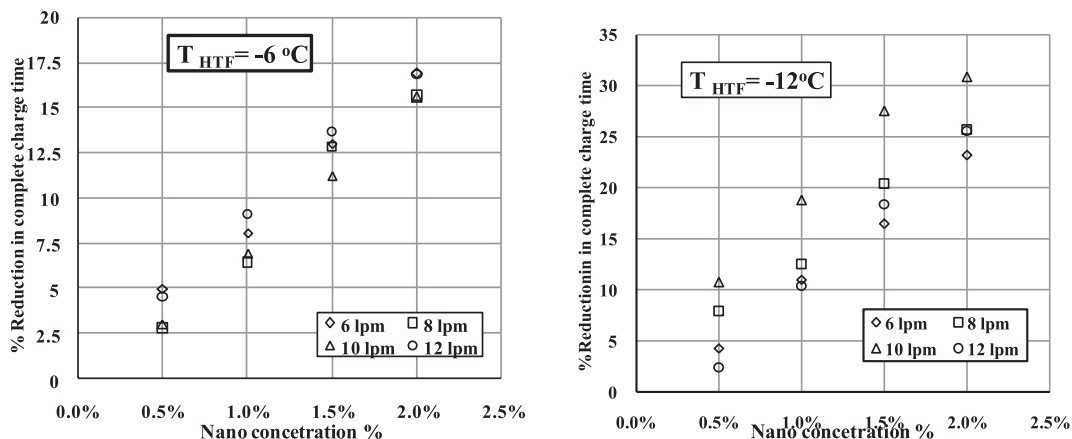 % Reduction in complete charge time
20
17.5
15
12.5
10
7.5
5
2.5
0
T HTF= -6 °C
6 lpm 8 lpm
10 lpm 12 lpm
0.0% 0.5% 1.0% 1.5% 2.0% 2.5%
Nano concetration %
%Reductionin complete charge time
35
30
25
20
15
10
5
0
T HTF= -12°C
6 lpm 8 lpm
10 lpm 12 lpm
0.0% 0.5% 1.0% 1.5% 2.0% 2.5%
Nano concetration %